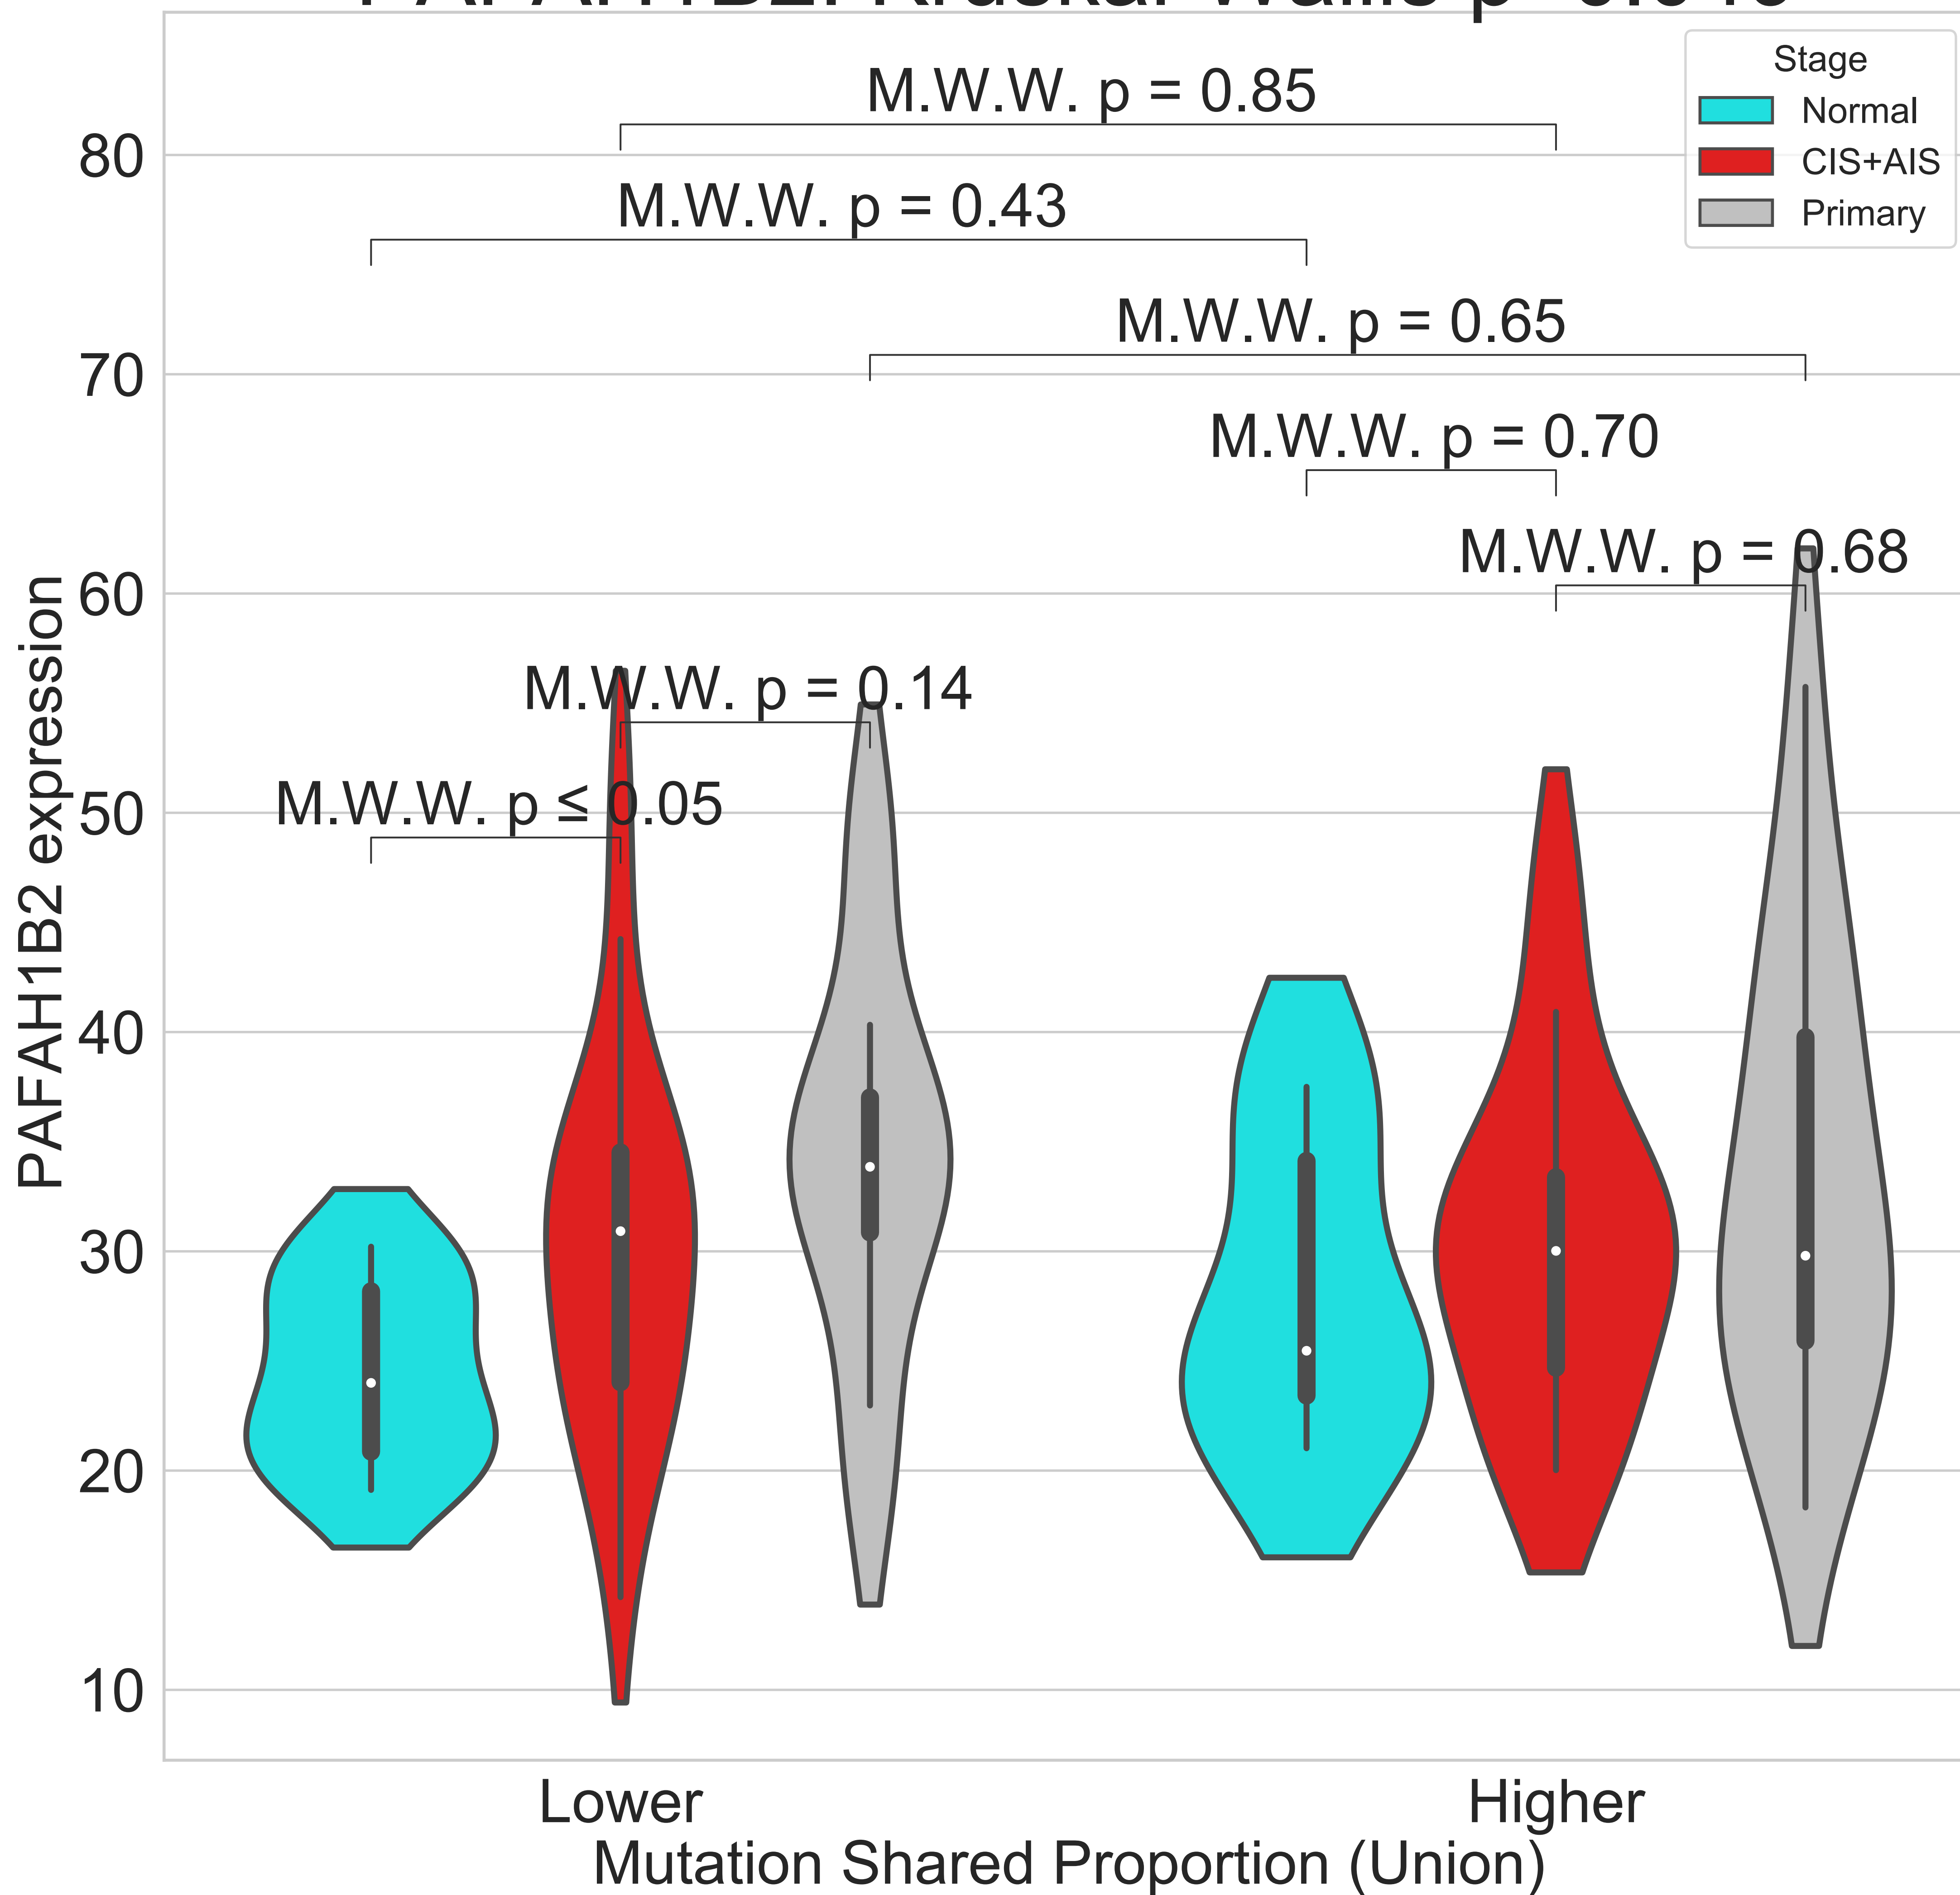 Stage
Normal
CIS+AIS
Primary
M.W.W. p = 0.85
M.W.W. p = 0.43
M.W.W. p = 0.65
M.W.W. p = 0.70
M.W.W. p = 0.68
M.W.W. p = 0.14
M.W.W. p ≤ 0.05
80
70
60
50
40
30
20
10
PAFAH1B2 expression
Lower
Higher
Mutation Shared Proportion (Union)